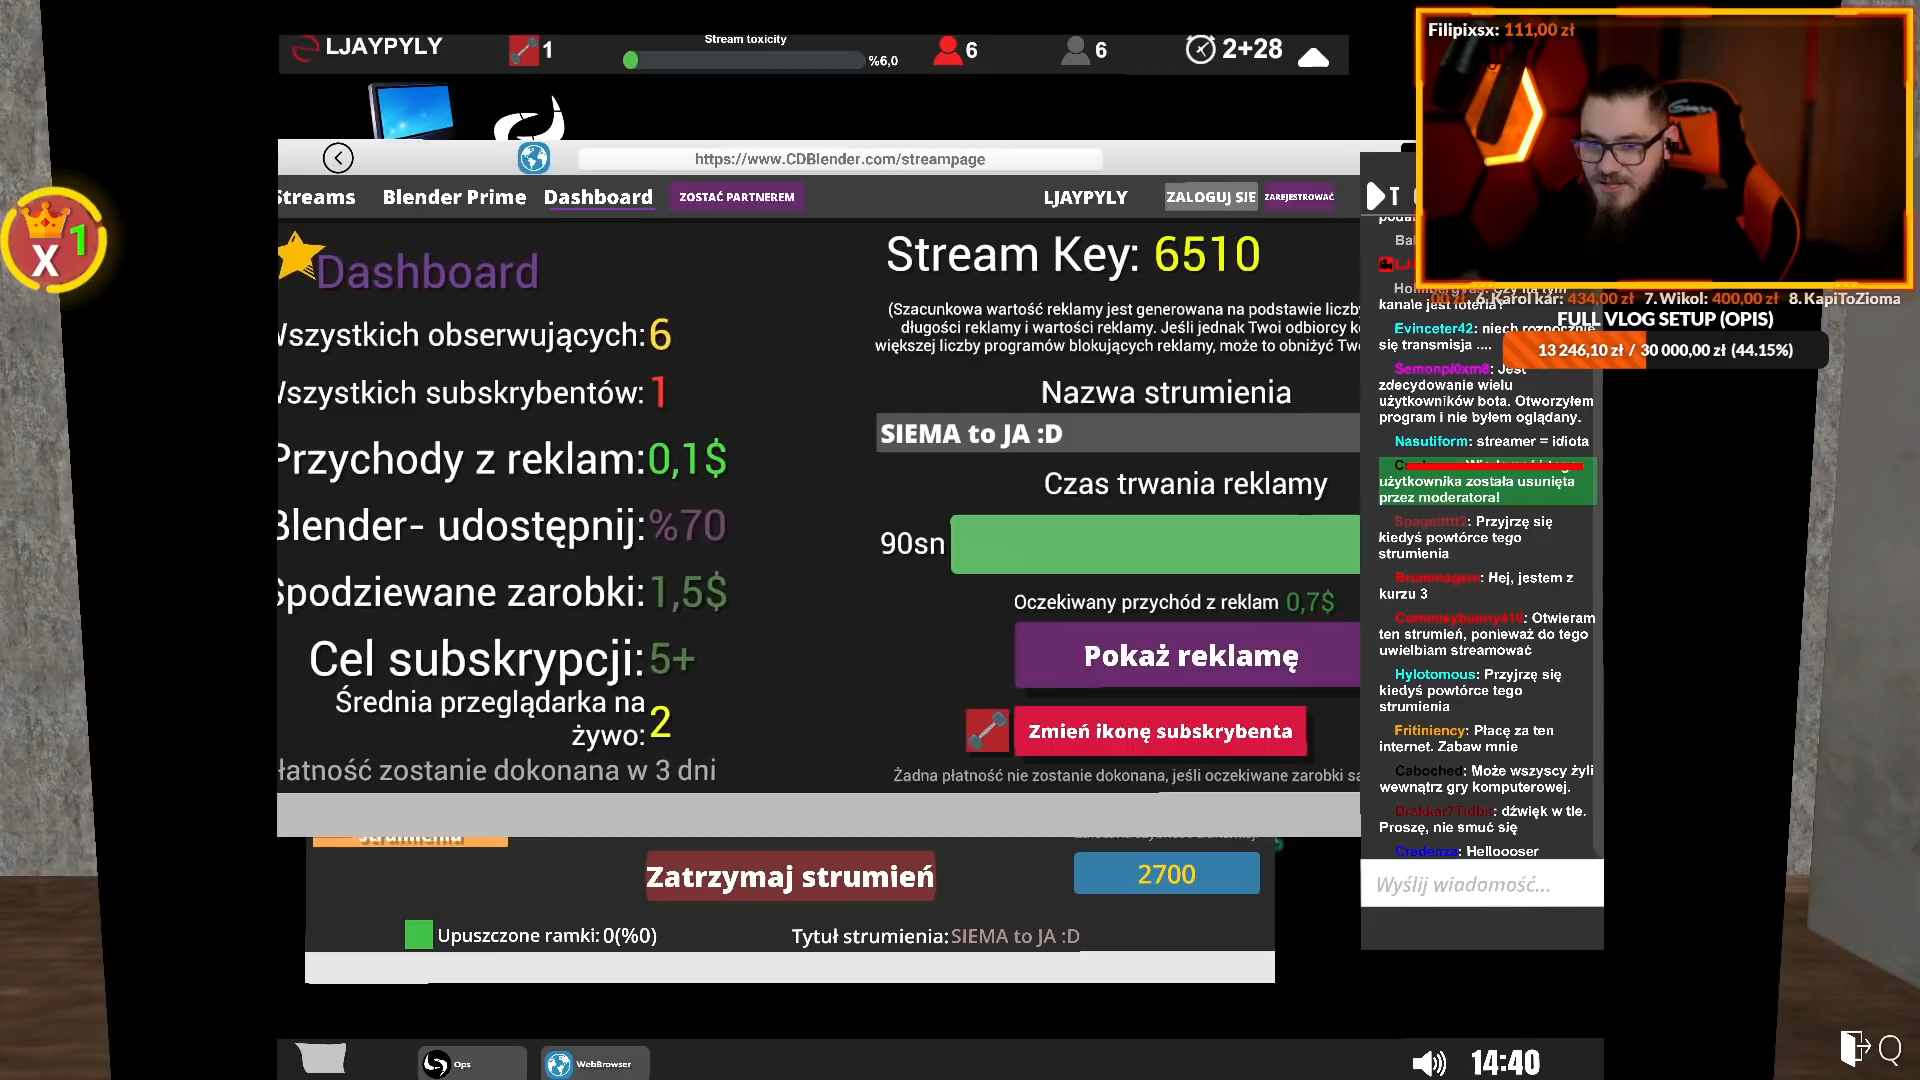 LJAYPYLY
1
Stream toxicity
%6,0
6
6
2+28
https://www.CDBlender.com/streampage
Streams
Blender Prime
Dashboard
ZOSTAĆ PARTNEREM
LJAYPYLY
ZALOGUJ SIE
ZAREJESTROWAĆ
X 1
Dashboard
Wszystkich obserwujących: 6
Wszystkich subskrybentów: 1
Przychody z reklam: 0,1$
Blender- udostępnij: %70
Spodziewane zarobki: 1,5$
Cel subskrypcji: 5+
Średnia przeglądarka na
żywo: 2
łatność zostanie dokonana w 3 dni
Stream Key: 6510
(Szacunkowa wartość reklamy jest generowana na podstawie liczby
długości reklamy i wartości reklamy. Jeśli jednak Twoi odbiorcy
większej liczby programów blokujących reklamy, może to obniżyć
Nazwa strumienia
SIEMA to JA :D
Czas trwania reklamy
90sn
Oczekiwany przychód z reklam 0,7$
Pokaż reklamę
Zmień ikonę subskrybenta
Żadna płatność nie zostanie dokonana, jeśli oczekiwane zarobki
Zatrzymaj strumień
2700
Upuszczone ramki: 0(%0)
Tytuł strumienia: SIEMA to JA :D
Filipixsx: 111,00 zł
6. Karol kar: 434,00 zł 7. Wikol: 400,00 zł 8. KapiToZioma
FULL VLOG SETUP (OPIS)
13 246,10 zł / 30 000,00 zł (44.15%)
kanale jest loteria?
Evinceter42: niech rozpocznie
się transmisja ....
Jest
zdecydowanie wielu
użytkowników bota. Otworzyłem
program i nie byłem oglądany.
Nasutiform: streamer = idiota
użytkownika została usunięta
przez moderatora!
Przyjrzę się
kiedyś powtórce tego
strumienia
Brummagem: Hej, jestem z
kurzu 3
Otwieram
ten strumień, ponieważ do tego
uwielbiam streamować
Hylotomous: Przyjrzę się
kiedyś powtórce tego
strumienia
Fritiniency: Płacę za ten
internet. Zabaw mnie
Caboched: Może wszyscy żyli
wewnątrz gry komputerowej.
dźwięk w tle.
Proszę, nie smuć się
Credenza: Helloooser
Wyślij wiadomość...
Ops
WebBrowser
14:40
Q